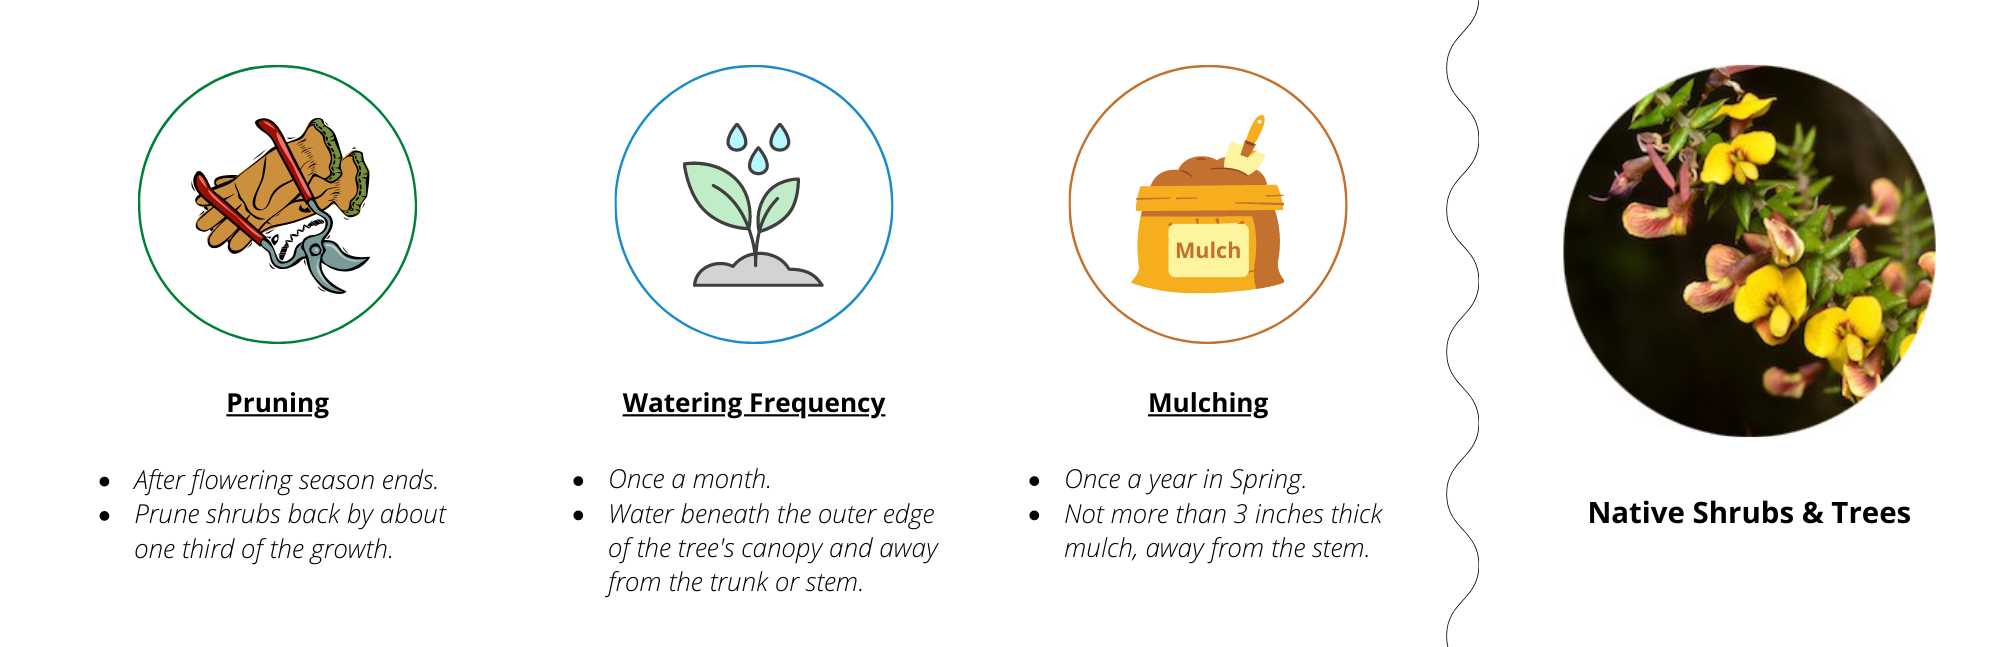 Mulch
Pruning
After flowering season ends.
Prune shrubs back by about
one third of the growth.
Watering Frequency
Once a month.
Water beneath the outer edge
of the tree's canopy and away
from the trunk or stem.
Mulching
Once a year in Spring.
Not more than 3 inches thick
mulch, away from the stem.
Native Shrubs & Trees